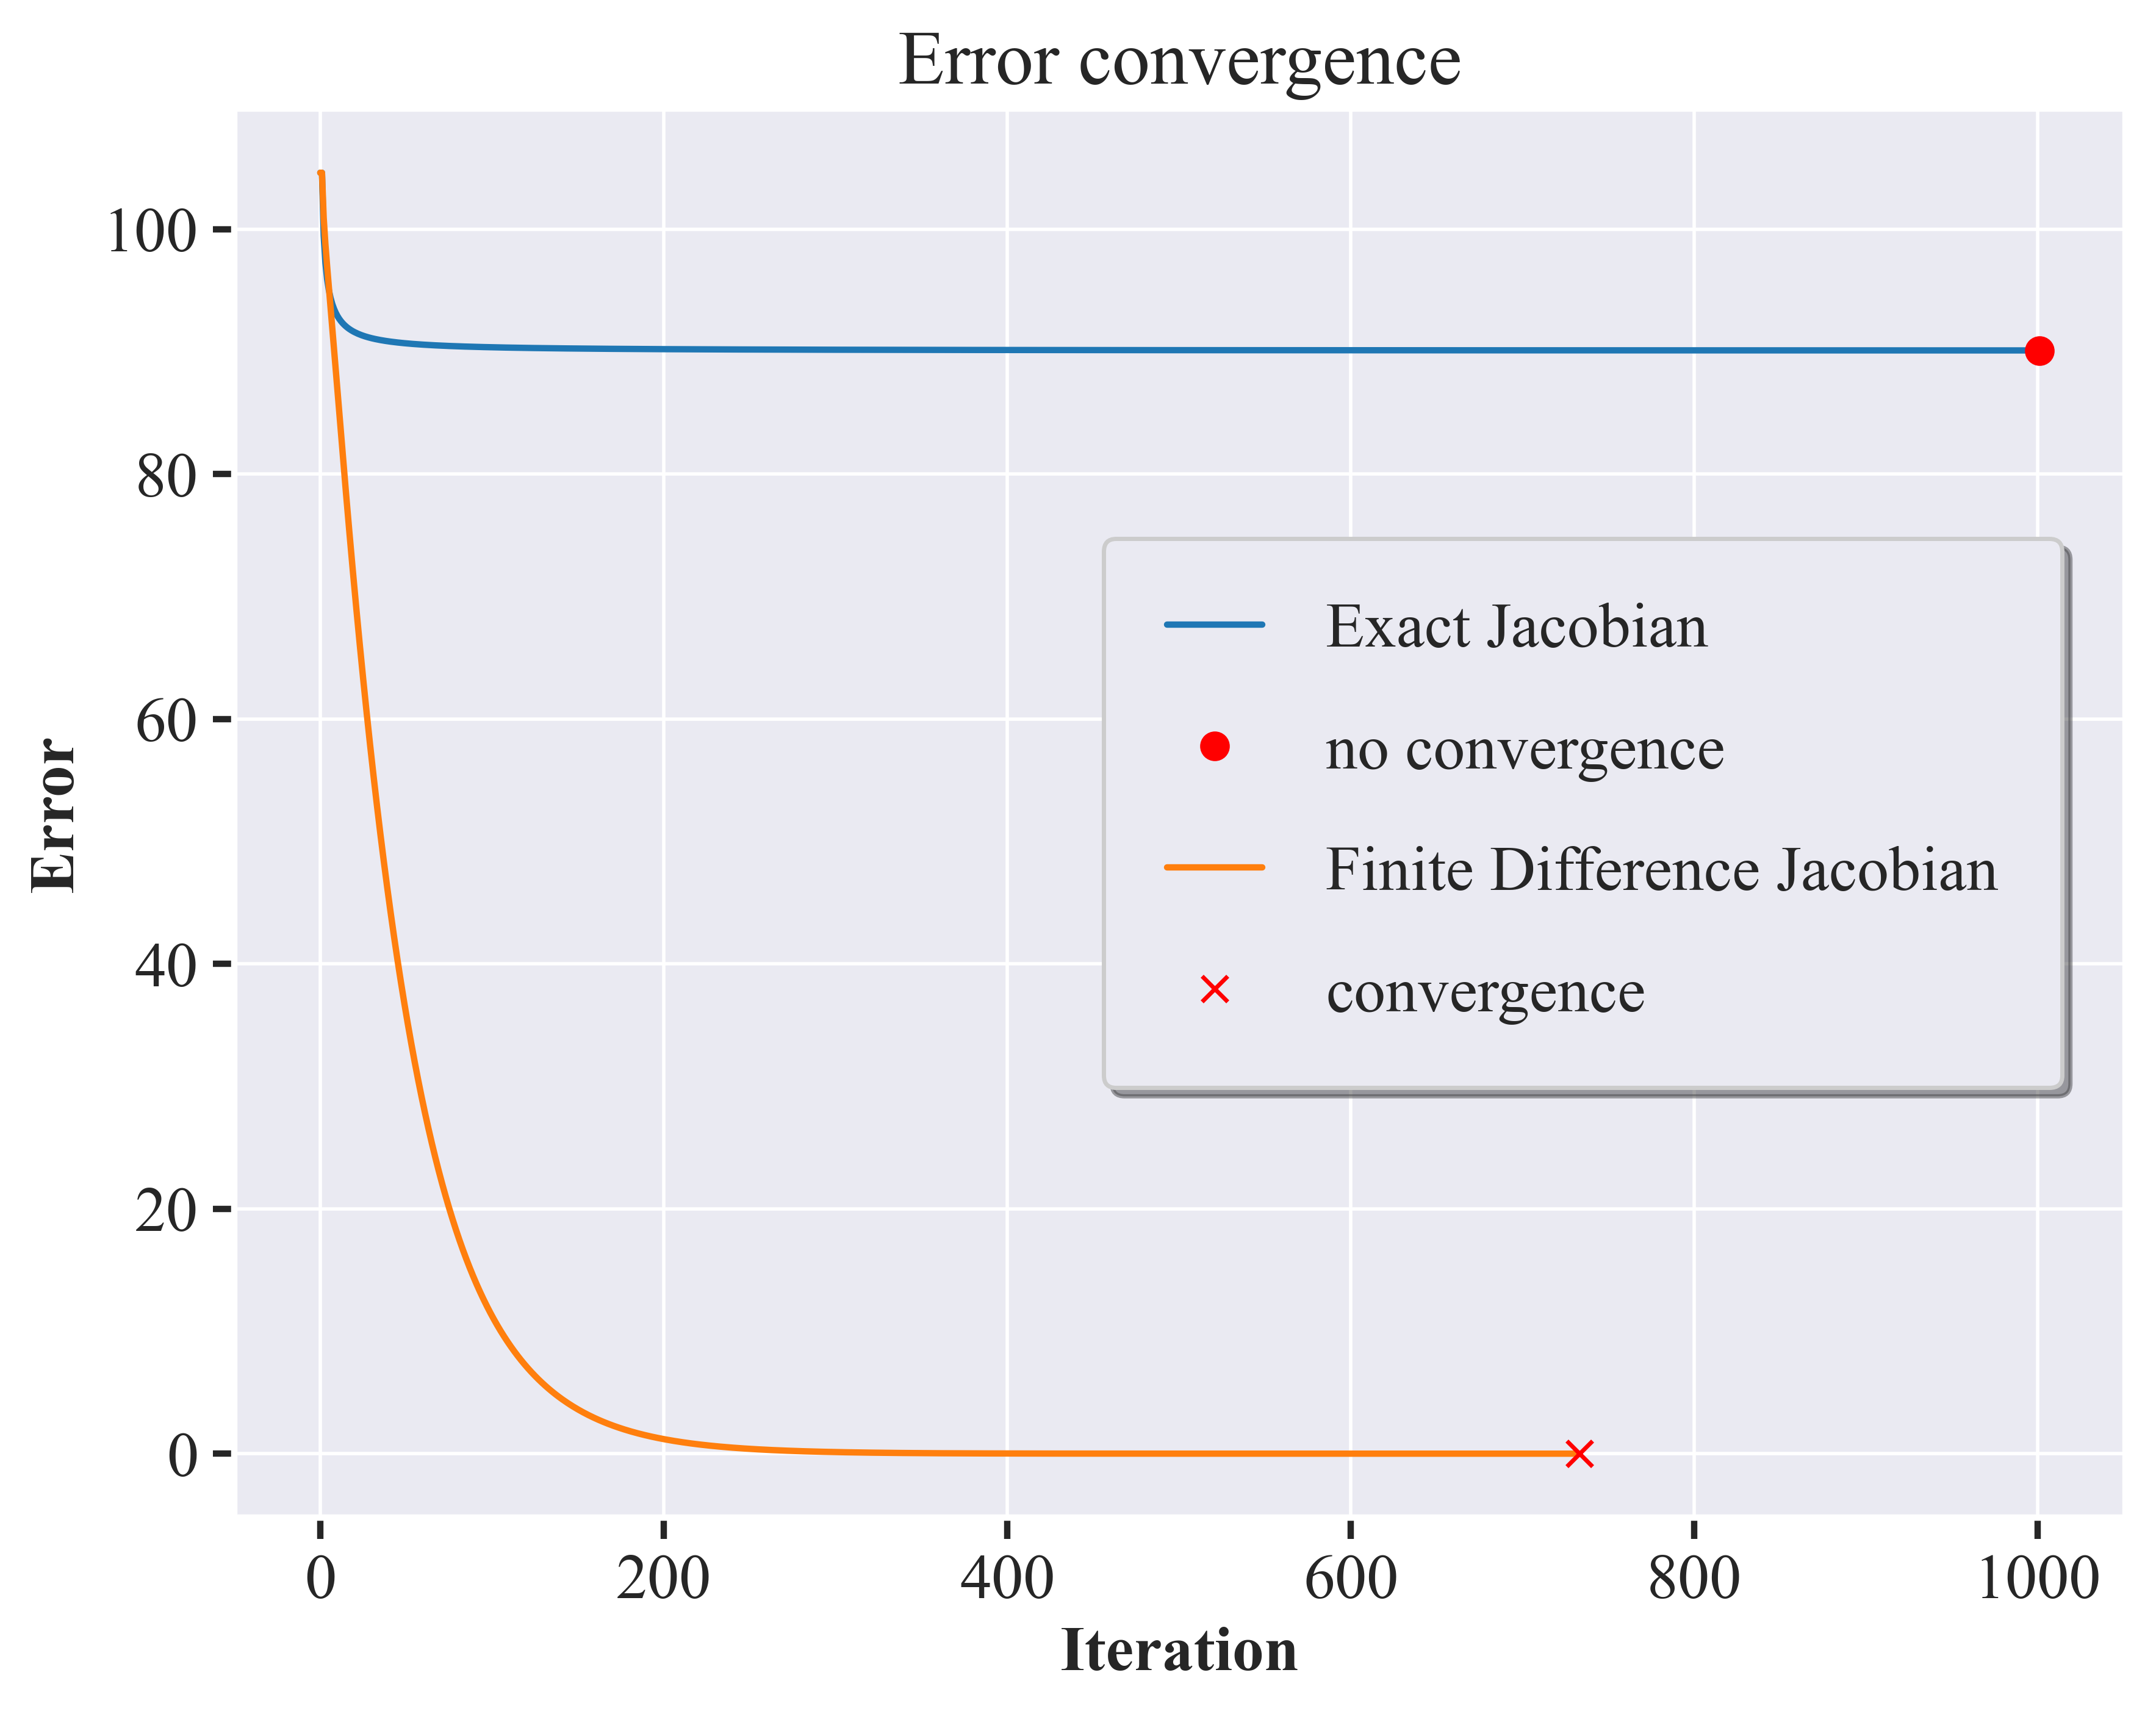 Error convergence
100
80
60
40
20
0
Error
Exact Jacobian
no convergence
Finite Difference Jacobian
convergence
0 200 400 600 800 1000
Iteration